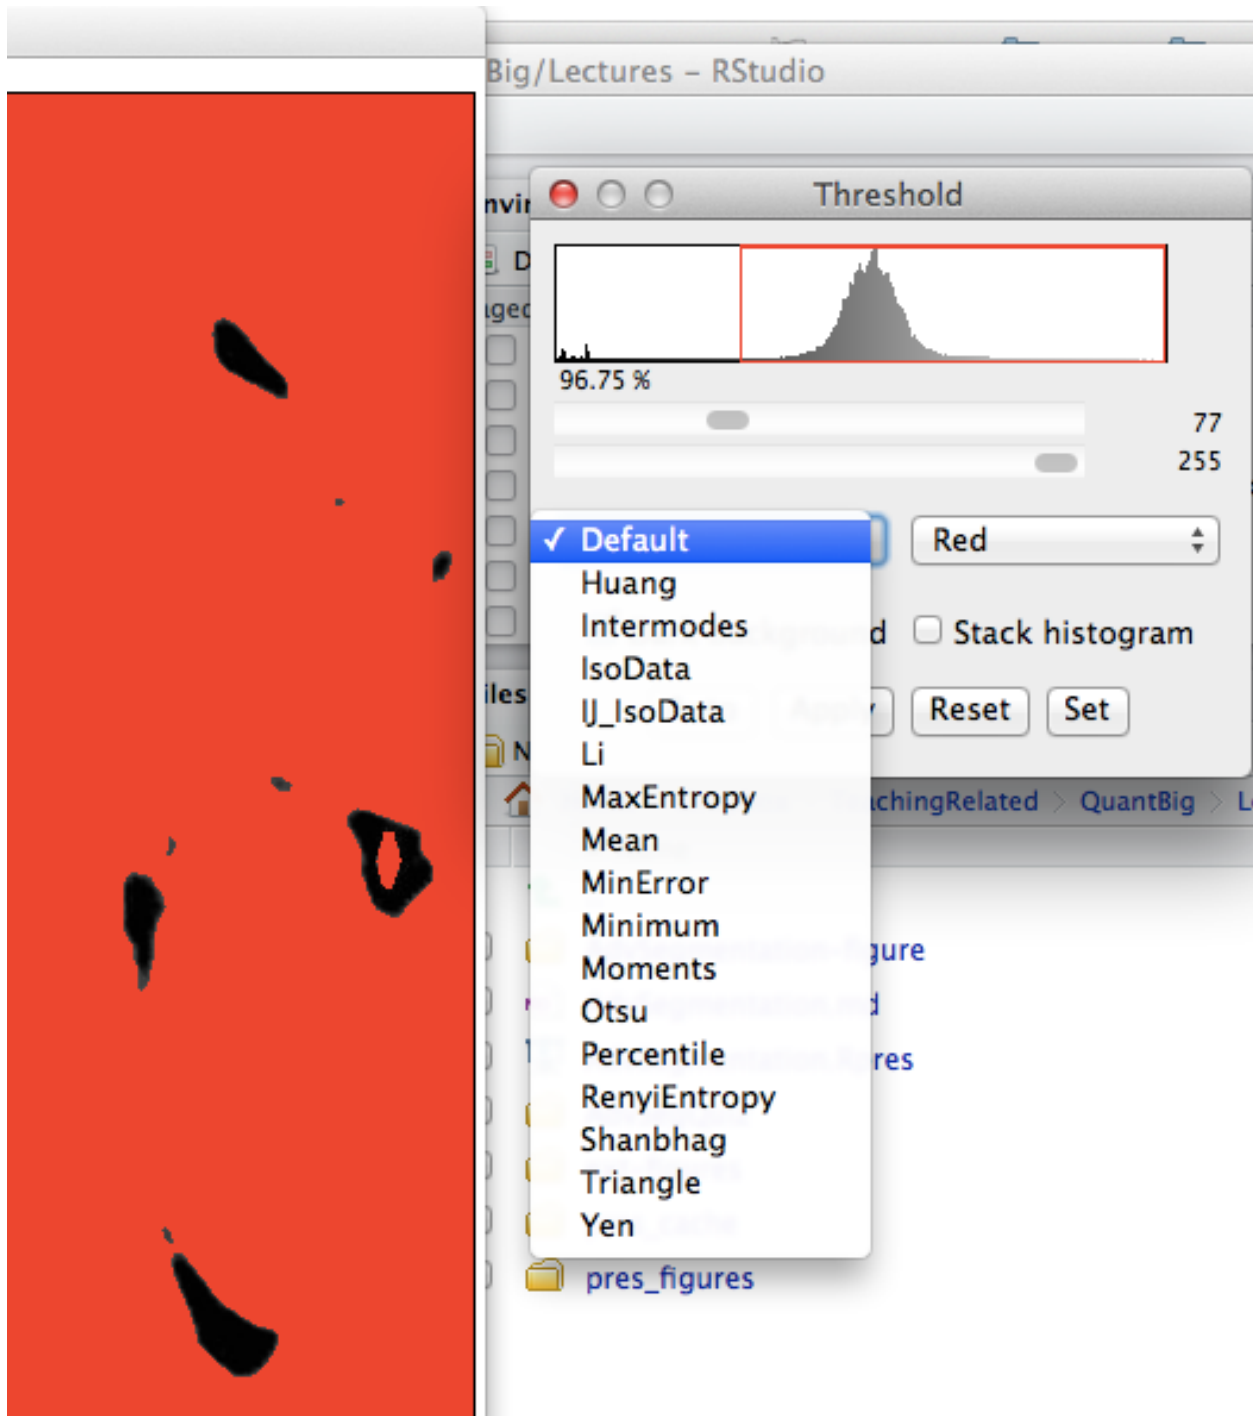 Big/Lectures – RStudio
Threshold
96.75 %
77
255
Default
Red
Huang
Intermodes
Stack histogram
IsoData
IJ_IsoData
Reset
Set
Li
MaxEntropy
QuantBig
Mean
MinError
Minimum
Moments
Otsu
Percentile
RenyiEntropy
Shanbhag
Triangle
Yen
pres_figures